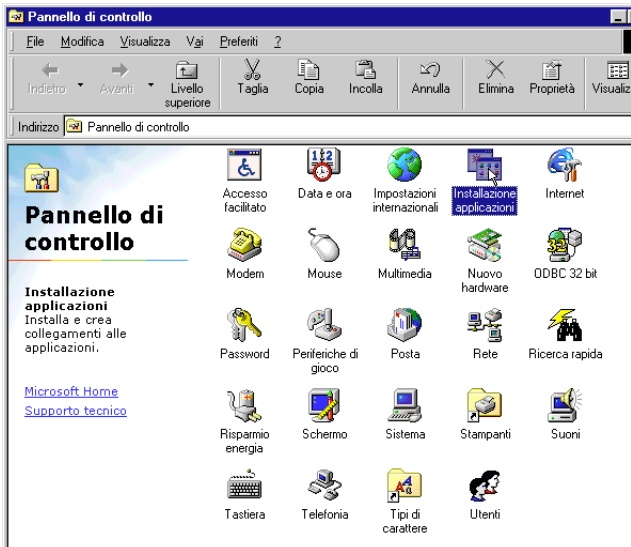 Pannello di controllo
File Modifica Visualizza Vai Preferiti ?
Indietro Avanti Livello superiore Taglia Copia Incolla Annulla Elimina Proprietà Visualiz
Indirizzo Pannello di controllo
Pannello di
controllo
Installazione
applicazioni
Installa e crea
collegamenti alle
applicazioni.
Microsoft Home
Supporto tecnico
Accesso facilitato
Data e ora
Impostazioni internazionali
Installazione applicazioni
Internet
Modem
Mouse
Multimedia
Nuovo hardware
ODBC 32 bit
Password
Periferiche di gioco
Posta
Rete
Ricerca rapida
Risparmio energia
Schermo
Sistema
Stampanti
Suoni
Tastiera
Telefonia
Tipi di carattere
Utenti